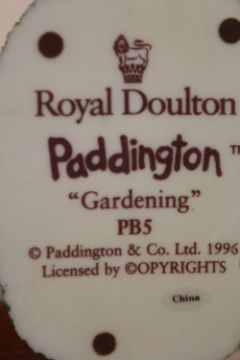 Royal Doulton
Paddington™
“Gardening”
PB5
© Paddington & Co. Ltd. 1996
Licensed by ©OPYRIGHTS
China